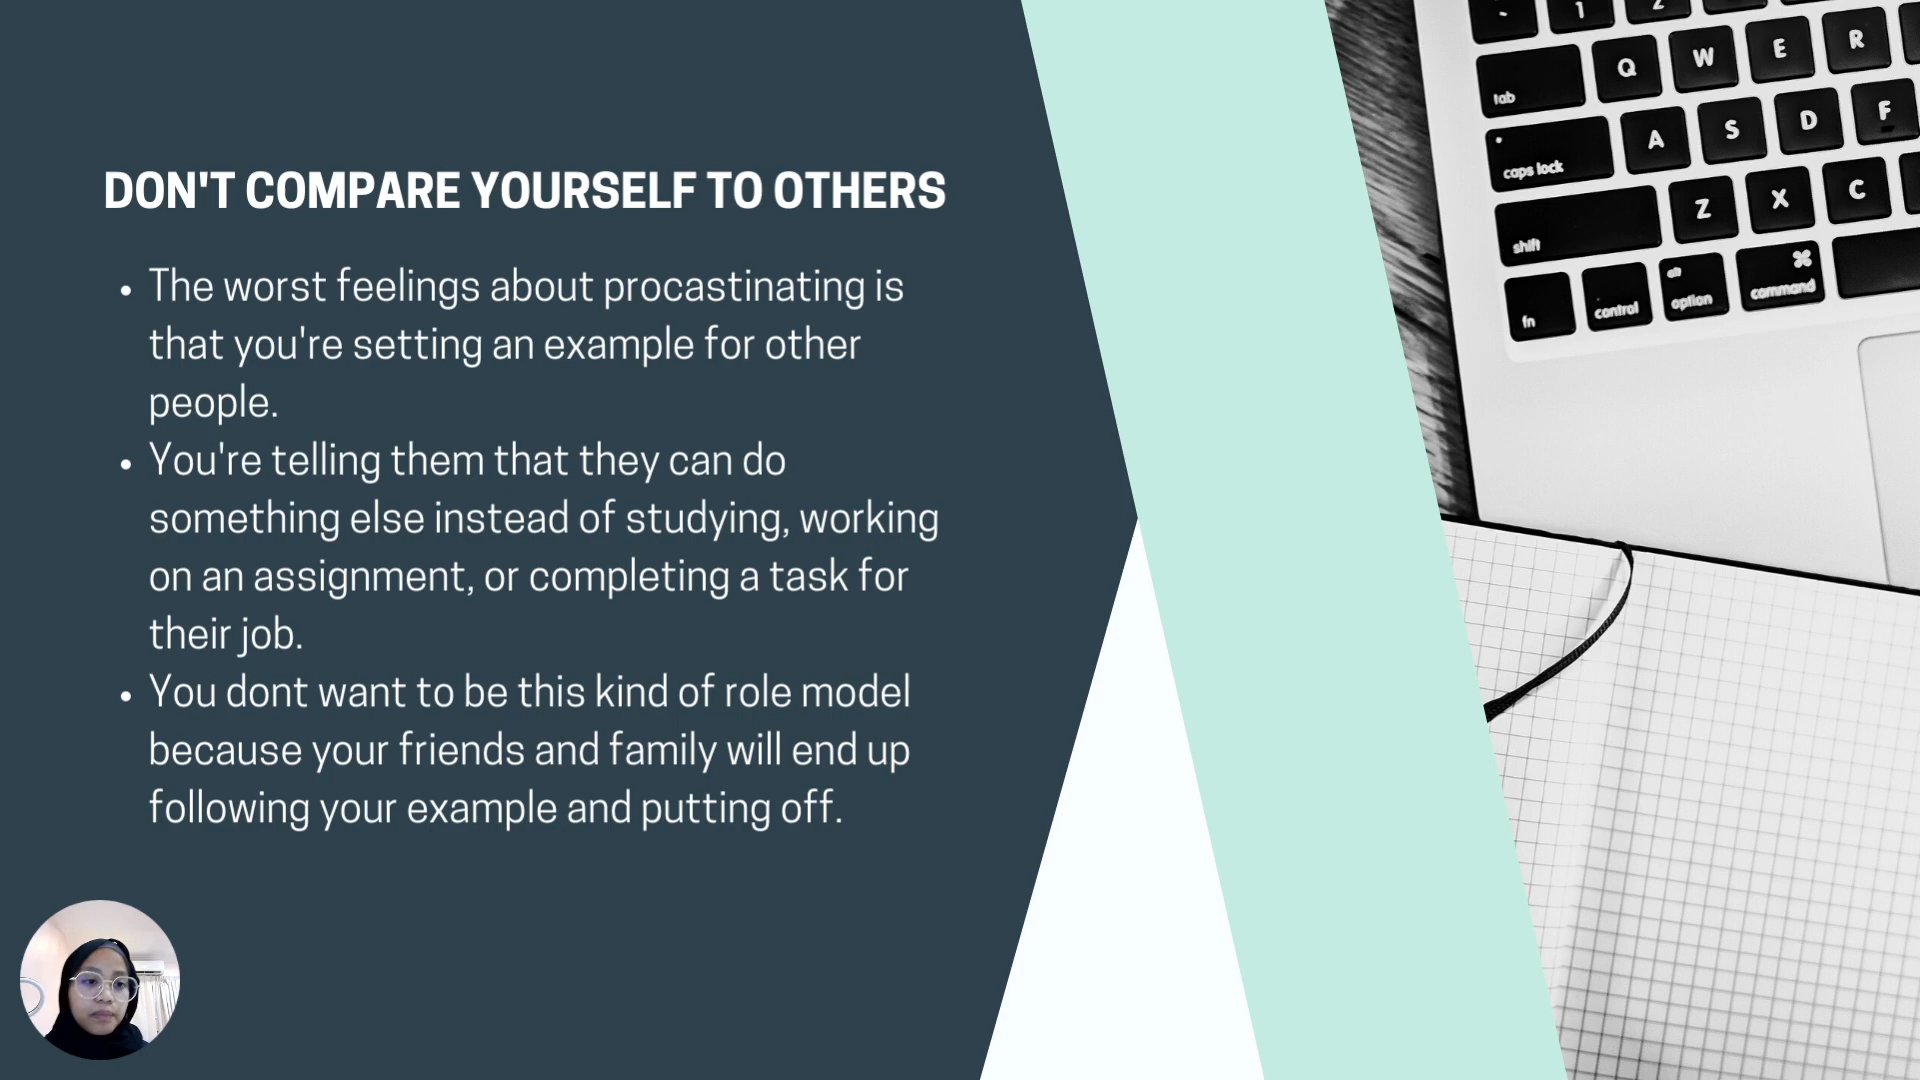 DON'T COMPARE YOURSELF TO OTHERS
The worst feelings about procastinating is
that you're setting an example for other
people.
You're telling them that they can do
something else instead of studying, working
on an assignment, or completing a task for
their job.
You dont want to be this kind of role model
because your friends and family will end up
following your example and putting off.
1 2
tab Q W E R
caps lock A S D F
shift Z X C
fn control alt option ⌘ command